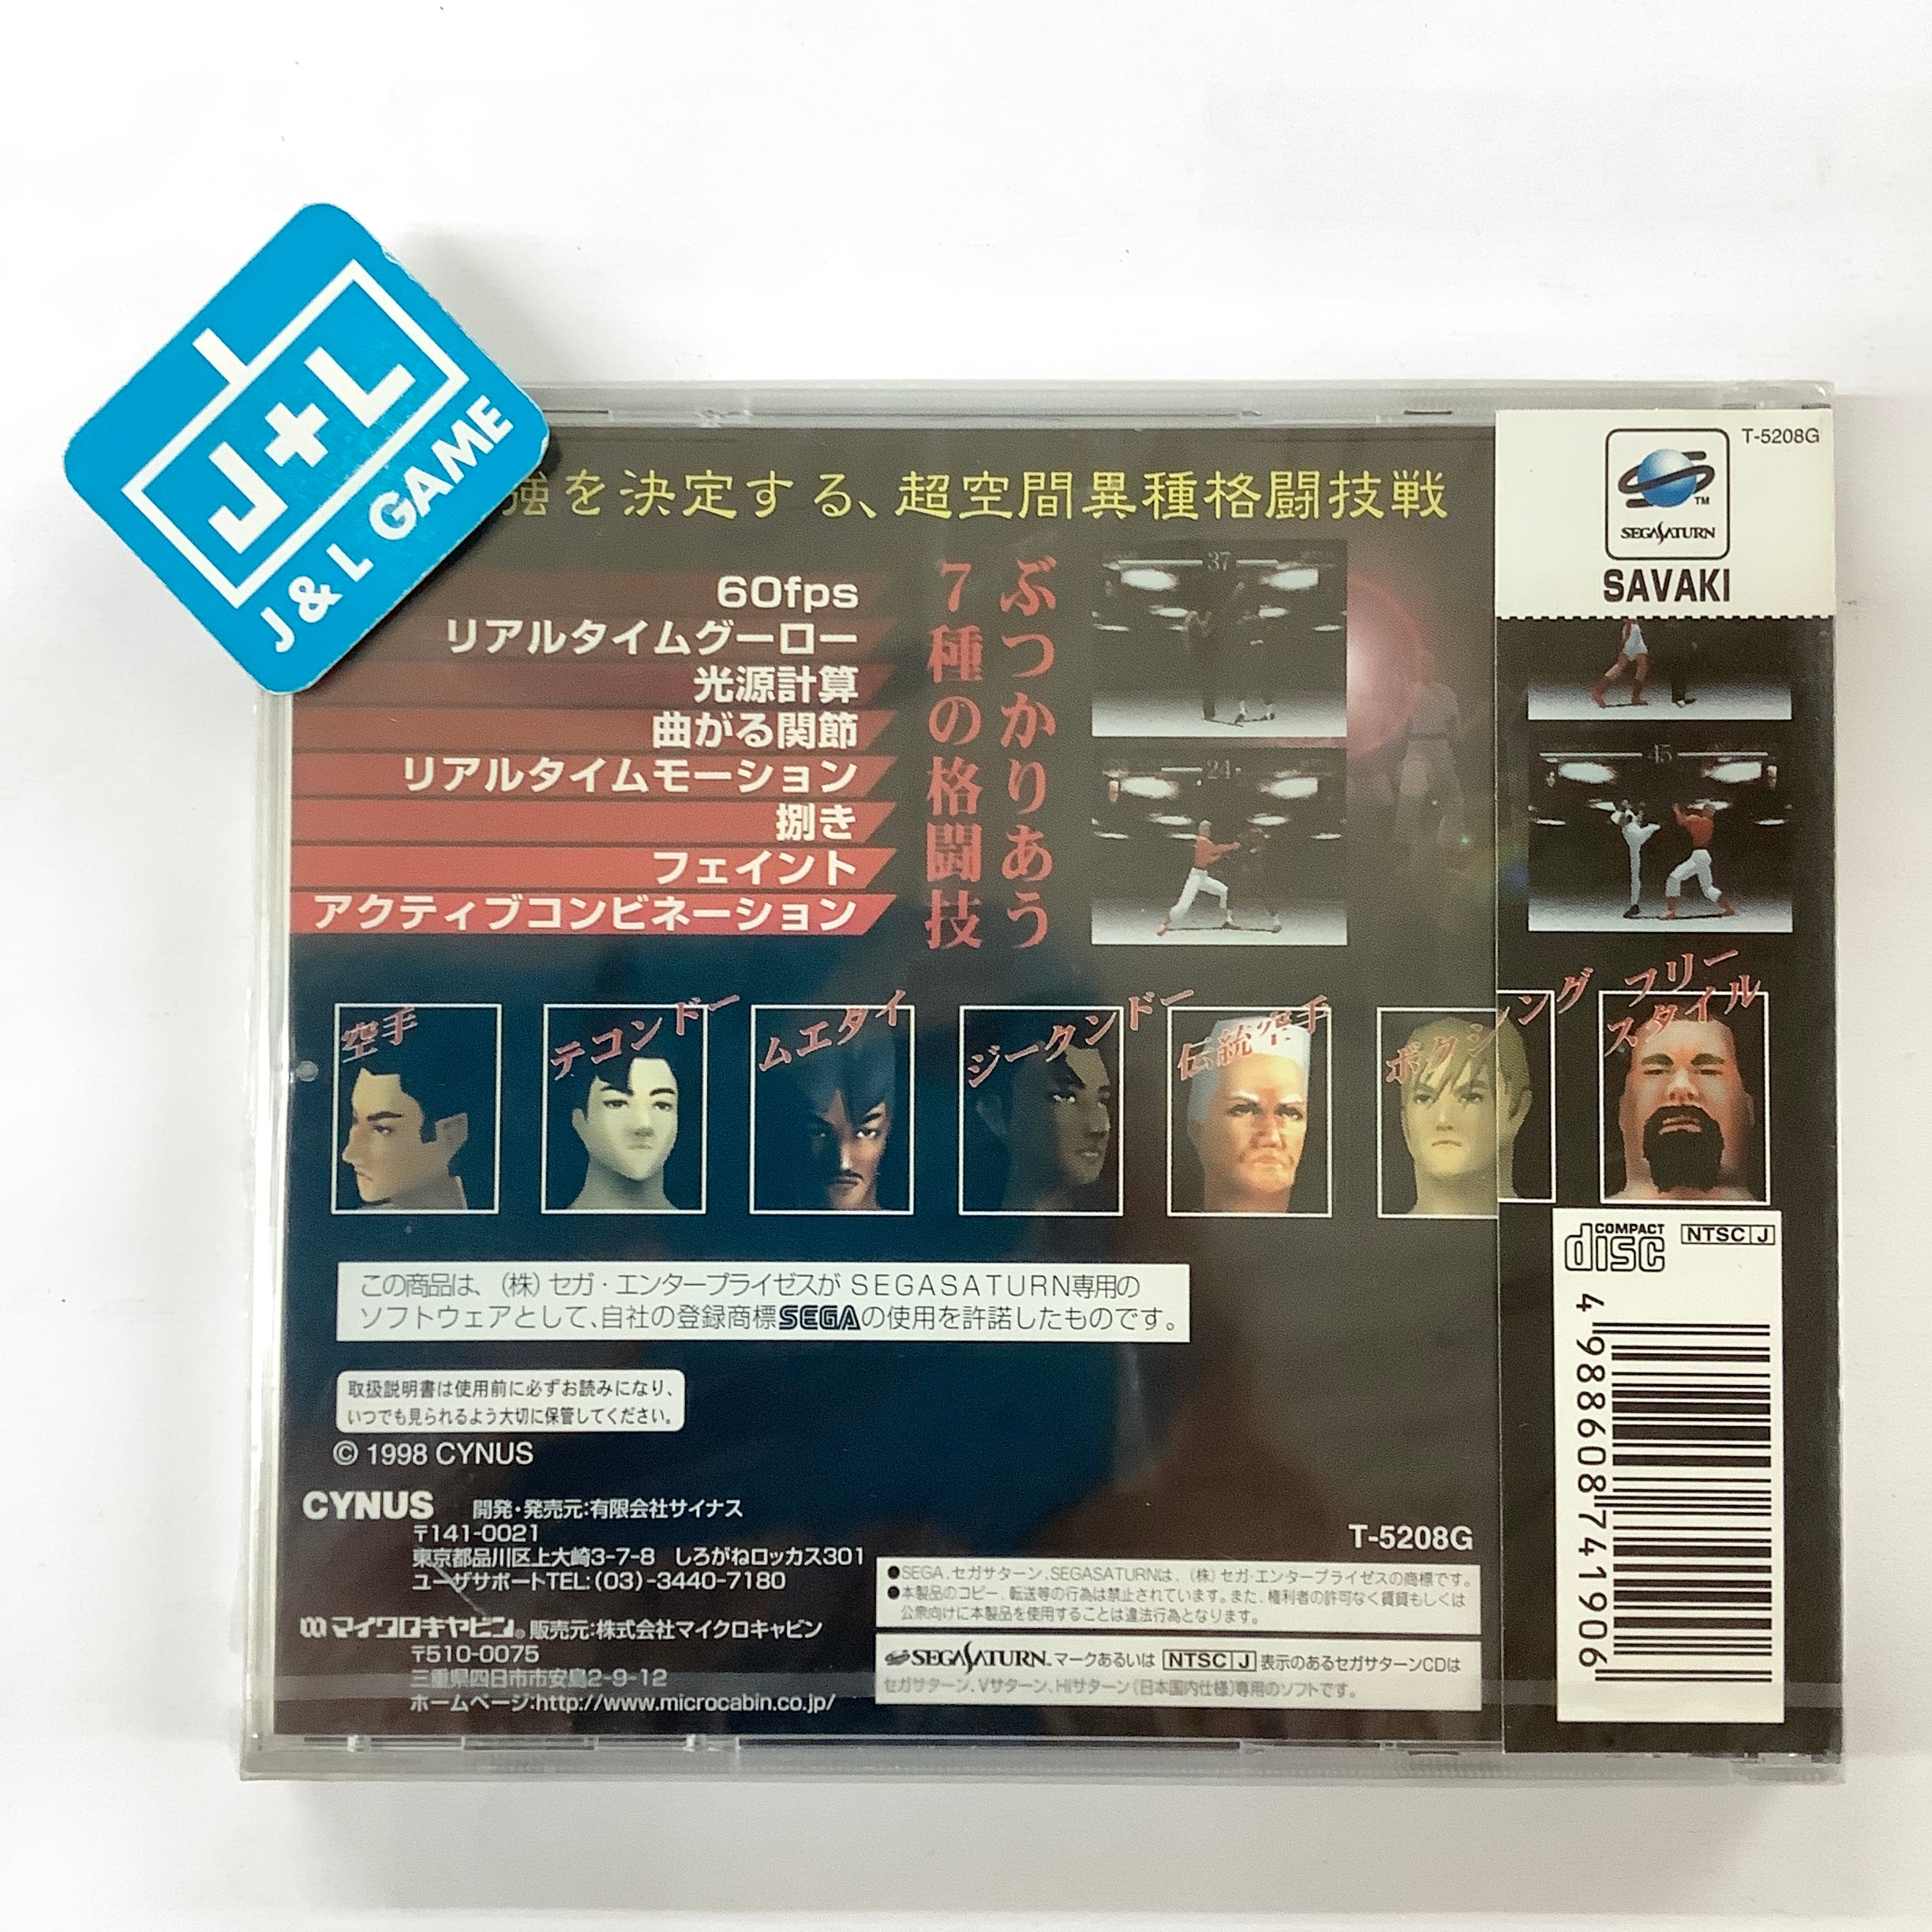 J+L
J & L GAME
強を決定する、超空間異種格闘技戦
60fps
リアルタイムグーロー
光源計算
曲がる関節
リアルタイムモーション
捌き
フェイント
アクティブコンビネーション
ぶつかりあう
7種の格闘技
37
24
T-5208G
TM
SEGA SATURN
SAVAKI
45
空手
テコンドー
ムエタイ
ジークンドー
伝統空手
ボクシング
フリー
スタイル
この商品は、(株)セガ・エンタープライゼスが SEGASATURN専用の
ソフトウェアとして、自社の登録商標SEGAの使用を許諾したものです。
取扱説明書は使用前に必ずお読みになり、
いつでも見られるよう大切に保管してください。
© 1998 CYNUS
CYNUS 開発・発売元:有限会社サイナス
〒141-0021
東京都品川区上大崎3-7-8 しろがねロッカス301
ユーザサポートTEL:(03)-3440-7180
マイクロキャビン® 販売元:株式会社マイクロキャビン
〒510-0075
三重県四日市市安島2-9-12
ホームページ:http://www.microcabin.co.jp/
T-5208G
●SEGA、セガサターン、SEGASATURNは、(株)セガ・エンタープライゼスの商標です。
●本製品のコピー、転送等の行為は禁止されています。また、権利者の許可なく賃貸もしくは
公衆向けに本製品を使用することは違法行為となります。
SEGA SATURN™マークあるいは NTSC J 表示のあるセガサターンCDは
セガサターン、Vサターン、Hiサターン(日本国内仕様)専用のソフトです。
COMPACT
disc
NTSC J
4 988608 741906